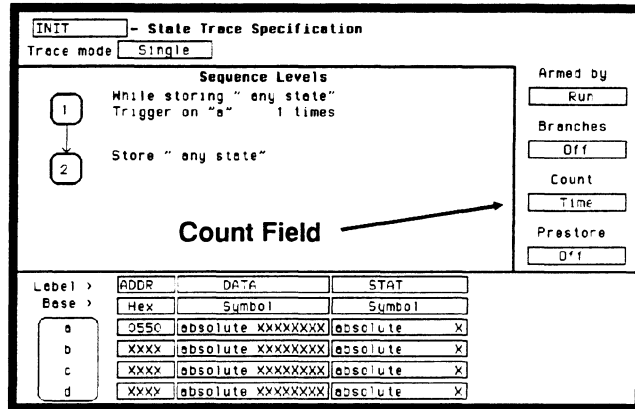 INIT - State Trace Specification
Trace mode Single
Sequence Levels
1 While storing " any state"
Trigger on "a" 1 times
2 Store " any state"
Count Field
Armed by
Run
Branches
Off
Count
Time
Prestore
Off
Label > ADDR DATA STAT
Base > Hex Symbol Symbol
a 0550 absolute XXXXXXXX absolute X
b XXXX absolute XXXXXXXX absolute X
c XXXX absolute XXXXXXXX absolute X
d XXXX absolute XXXXXXXX absolute X